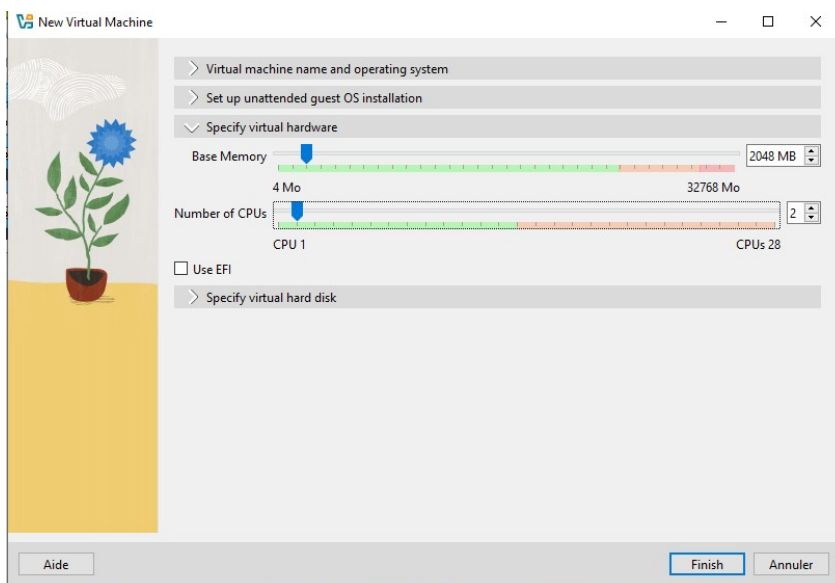 New Virtual Machine
Virtual machine name and operating system
Set up unattended guest OS installation
Specify virtual hardware
Base Memory 2048 MB
4 Mo 32768 Mo
Number of CPUs 2
CPU 1 CPUs 28
Use EFI
Specify virtual hard disk
Aide Finish Annuler